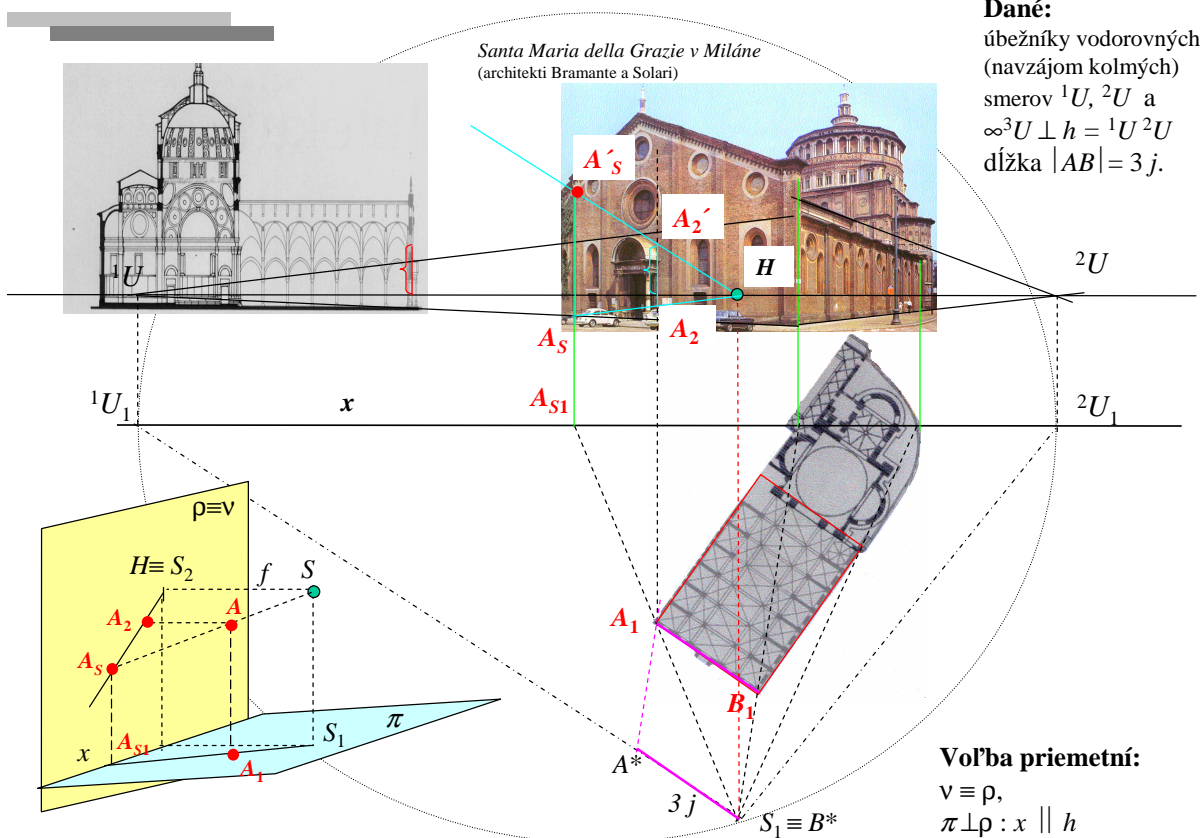 Santa Maria della Grazie v Miláne
(architekti Bramante a Solari)
Dané:
úbežníky vodorovných
(navzájom kolmých)
smerov ¹U, ²U a
∞³U ⊥ h = ¹U ²U
dĺžka |AB| = 3 j.
A´S
A2´
H
¹U
²U
AS
A2
¹U1
x
AS1
²U1
ρ≡ν
H≡ S2
f
S
A2
A
AS
A1
B1
π
AS1
S1
x
A1
A*
3 j
S1 ≡ B*
Voľba priemetní:
ν ≡ ρ,
π⊥ρ : x || h